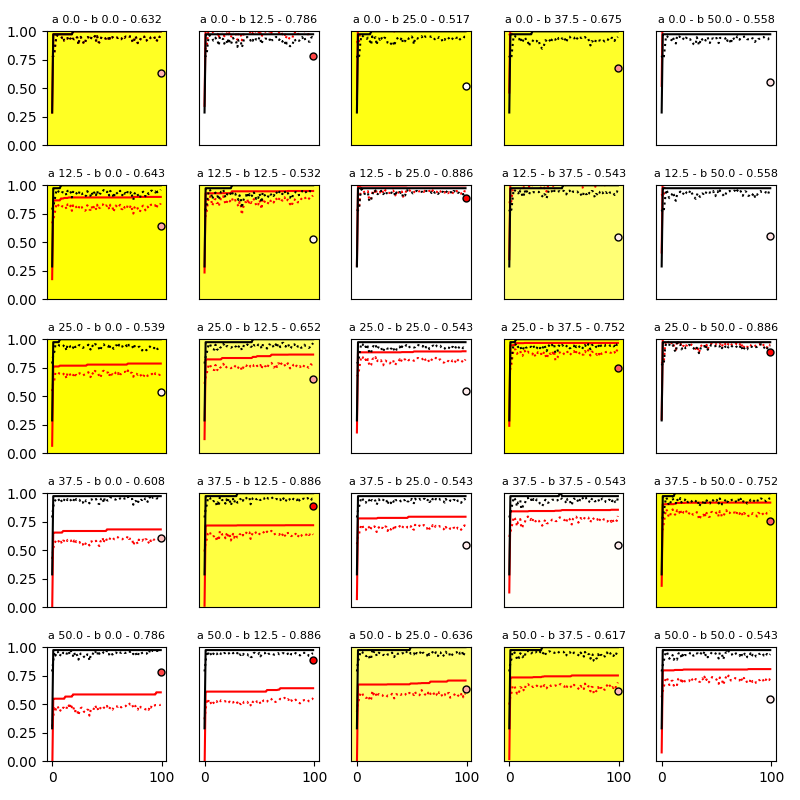 a 0.0 - b 0.0 - 0.632
a 0.0 - b 12.5 - 0.786
a 0.0 - b 25.0 - 0.517
a 0.0 - b 37.5 - 0.675
a 0.0 - b 50.0 - 0.558
1.00
0.75
0.50
0.25
0.00
a 12.5 - b 0.0 - 0.643
a 12.5 - b 12.5 - 0.532
a 12.5 - b 25.0 - 0.886
a 12.5 - b 37.5 - 0.543
a 12.5 - b 50.0 - 0.558
1.00
0.75
0.50
0.25
0.00
a 25.0 - b 0.0 - 0.539
a 25.0 - b 12.5 - 0.652
a 25.0 - b 25.0 - 0.543
a 25.0 - b 37.5 - 0.752
a 25.0 - b 50.0 - 0.886
1.00
0.75
0.50
0.25
0.00
a 37.5 - b 0.0 - 0.608
a 37.5 - b 12.5 - 0.886
a 37.5 - b 25.0 - 0.543
a 37.5 - b 37.5 - 0.543
a 37.5 - b 50.0 - 0.752
1.00
0.75
0.50
0.25
0.00
a 50.0 - b 0.0 - 0.786
a 50.0 - b 12.5 - 0.886
a 50.0 - b 25.0 - 0.636
a 50.0 - b 37.5 - 0.617
a 50.0 - b 50.0 - 0.543
1.00
0.75
0.50
0.25
0.00
0 100
0 100
0 100
0 100
0 100